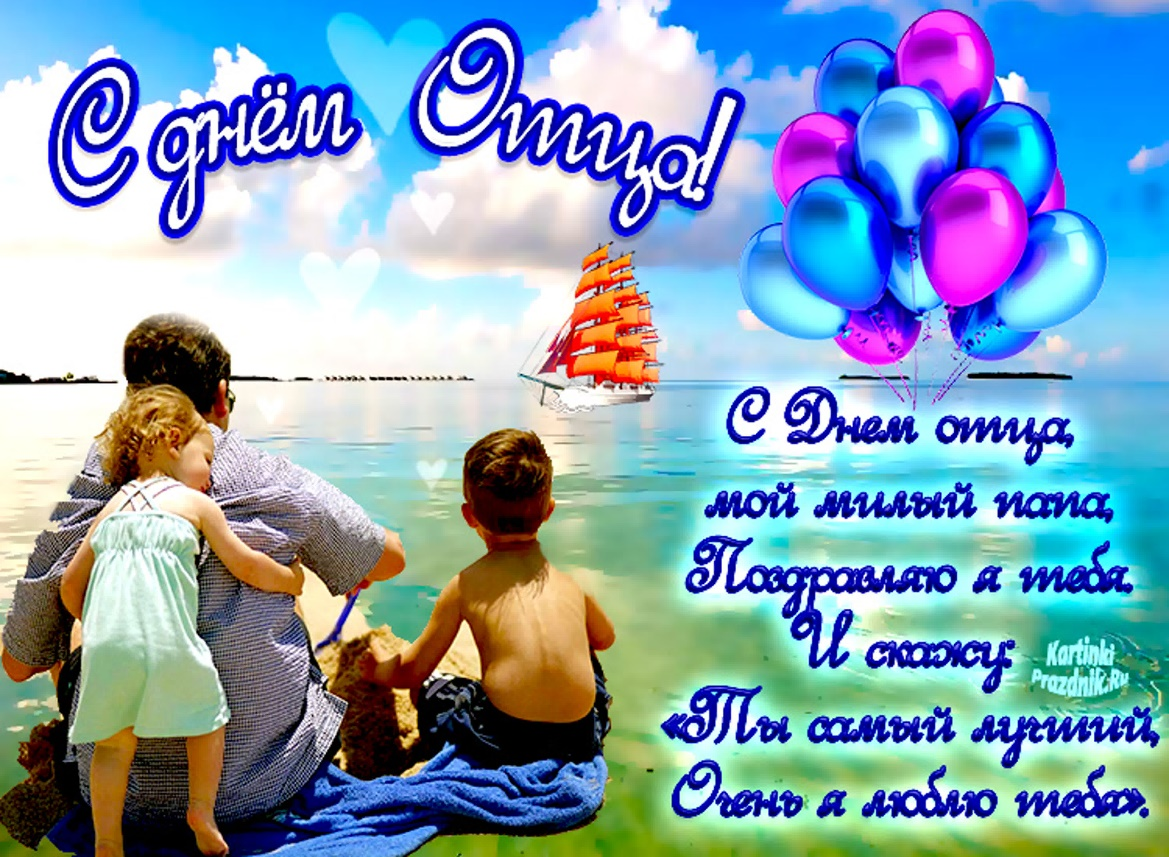 С днём Отца!
С Днем отца,
мой милый папа,
Поздравляю я тебя.
И скажу:
«Ты самый лучший,
Очень я люблю тебя».
Kartinki
Prazdnik.Ru